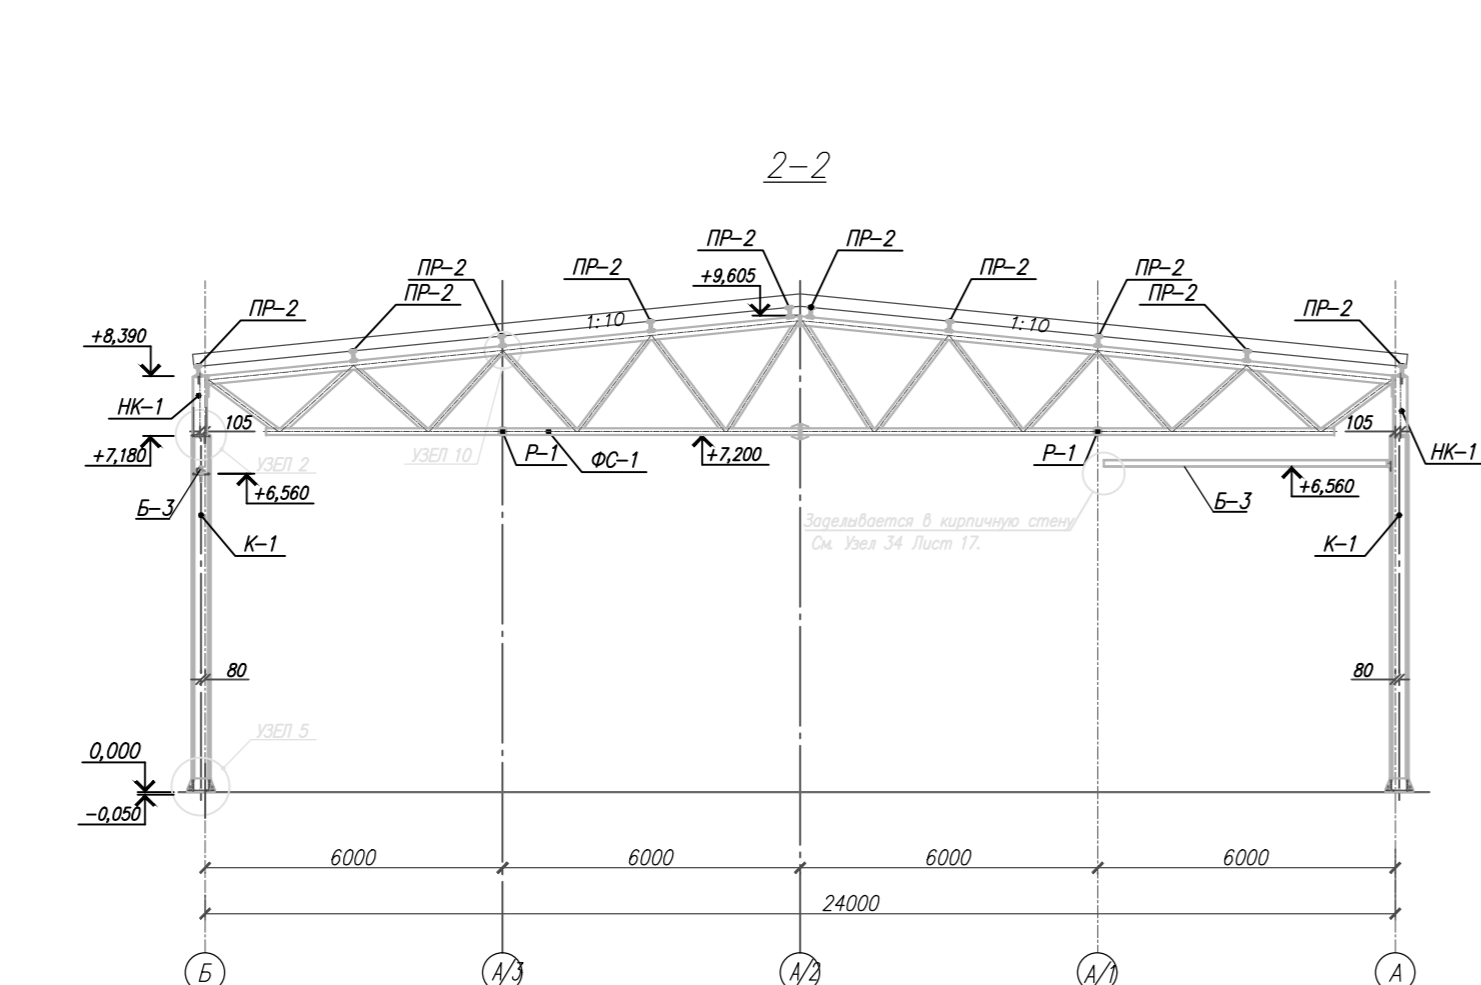 2-2
ПР-2
ПР-2
+9,605
ПР-2
ПР-2
ПР-2
ПР-2
ПР-2
ПР-2
ПР-2
ПР-2
1:10
1:10
+8,390
НК-1
105
+7,180
УЗЕЛ 2
УЗЕЛ 10
Р-1
ФС-1
+7,200
Р-1
105
НК-1
Б-3
+6,560
Б-3
+6,560
Заделывается в кирпичную стену
См. Узел 34 Лист 17.
К-1
К-1
80
80
УЗЕЛ 5
0,000
-0,050
6000
6000
6000
6000
24000
Б
А/3
А/2
А/1
А